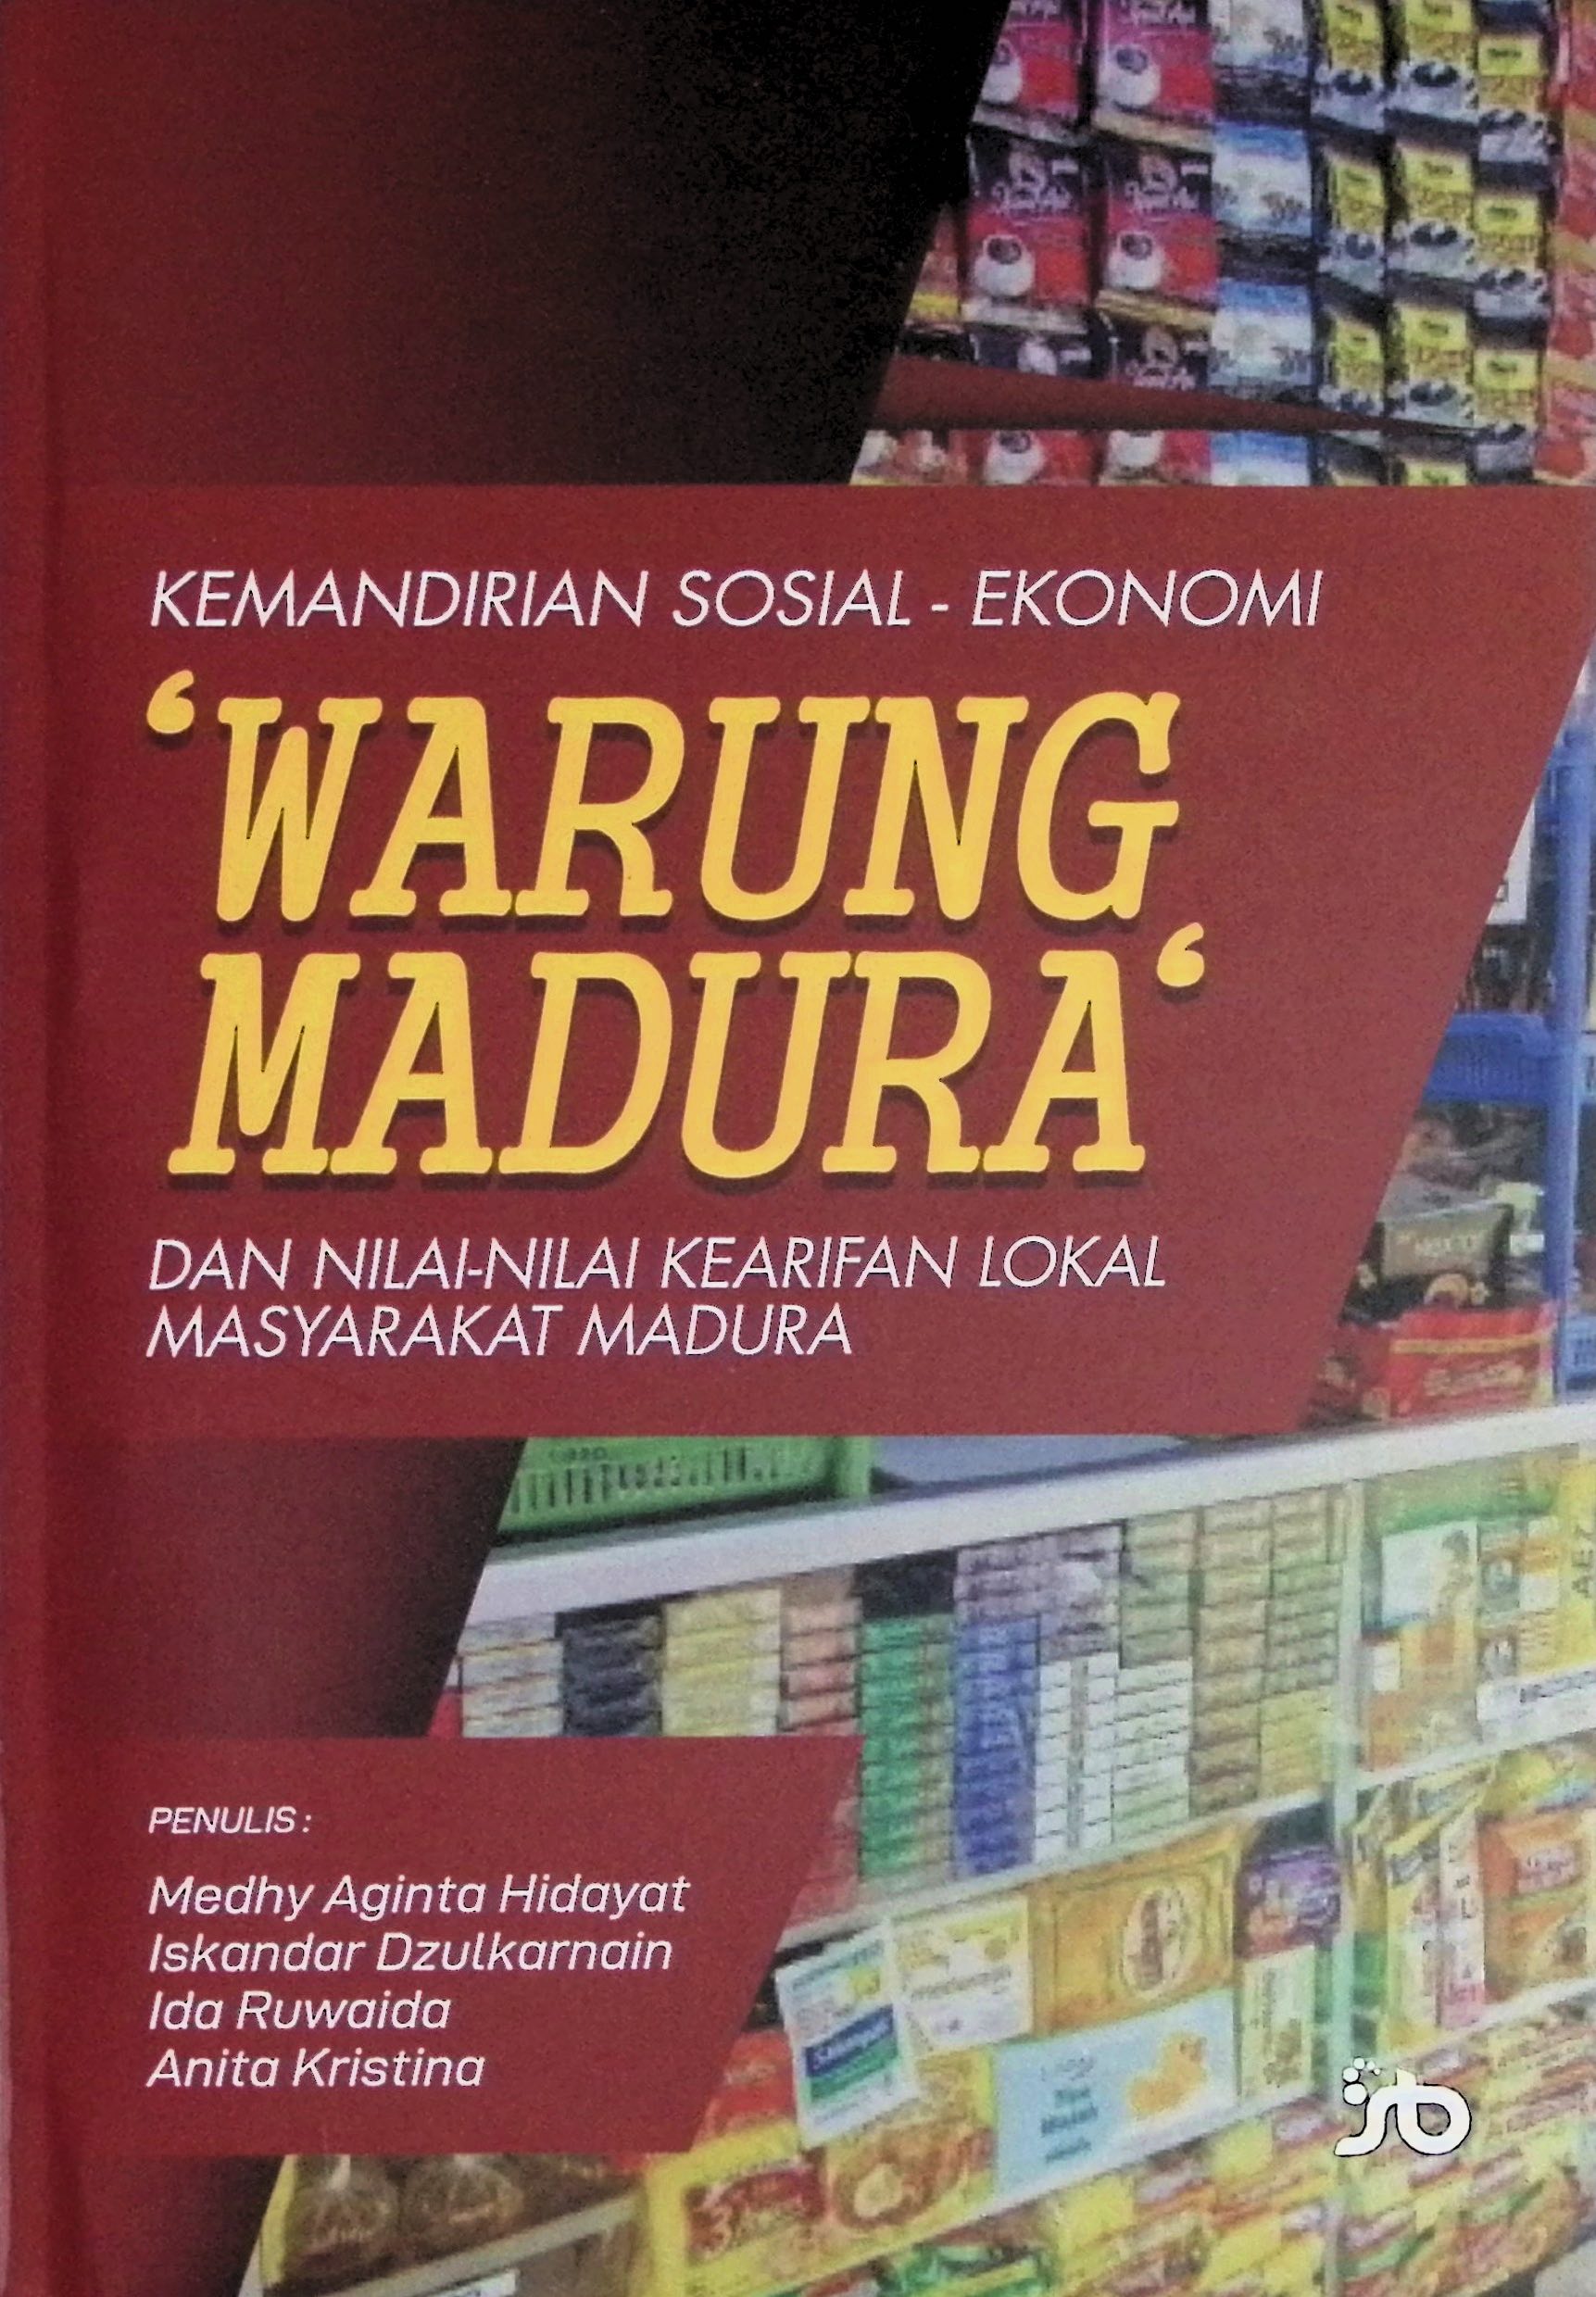 KEMANDIRIAN SOSIAL - EKONOMI
‘WARUNG
MADURA‘
DAN NILAI-NILAI KEARIFAN LOKAL
MASYARAKAT MADURA
PENULIS :
Medhy Aginta Hidayat
Iskandar Dzulkarnain
Ida Ruwaida
Anita Kristina